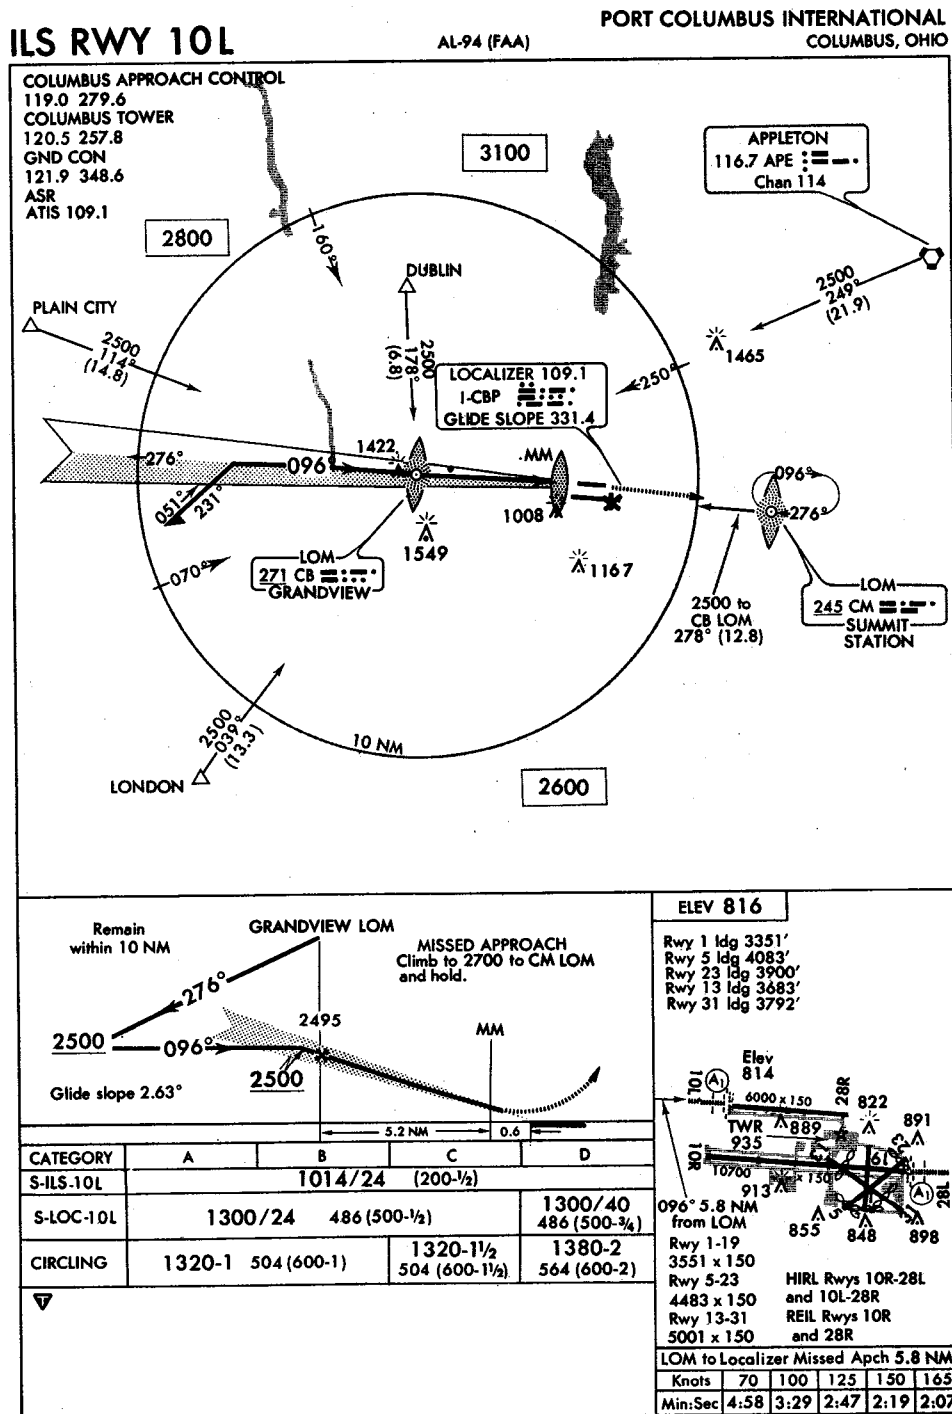 ILS RWY 10L
AL-94 (FAA)
PORT COLUMBUS INTERNATIONAL
COLUMBUS, OHIO
COLUMBUS APPROACH CONTROL
119.0 279.6
COLUMBUS TOWER
120.5 257.8
GND CON
121.9 348.6
ASR
ATIS 109.1
3100
2800
APPLETON
116.7 APE
Chan 114
2500
249°
(21.9)
160°
DUBLIN
2500
178°
(6.8)
PLAIN CITY
2500
114°
(14.8)
1465
250°
LOCALIZER 109.1
I-CBP
GLIDE SLOPE 331.4
1422
MM
276°
096°
051°
231°
1008
1549
1167
096°
276°
LOM
271 CB
GRANDVIEW
070°
2500 to
CB LOM
278° (12.8)
LOM
245 CM
SUMMIT
STATION
2500
039°
(13.3)
LONDON
10 NM
2600
Remain
within 10 NM
GRANDVIEW LOM
MISSED APPROACH
Climb to 2700 to CM LOM
and hold.
276°
2500
096°
2495
2500
MM
Glide slope 2.63°
5.2 NM
0.6
ELEV 816
Rwy 1 ldg 3351'
Rwy 5 ldg 4083'
Rwy 23 ldg 3900'
Rwy 13 ldg 3683'
Rwy 31 ldg 3792'
Elev
814
10L
A1
6000 x 150
28R
822
TWR
935
889
891
10R
10700 x 150
913
19
23
13
5
31
A1
28L
855
848
898
096° 5.8 NM
from LOM
Rwy 1-19
3551 x 150
Rwy 5-23
4483 x 150
Rwy 13-31
5001 x 150
HIRL Rwys 10R-28L
and 10L-28R
REIL Rwys 10R
and 28R
CATEGORY A B C D
S-ILS-10L 1014/24 (200-½)
S-LOC-10L 1300/24 486 (500-½) 1300/40 486 (500-¾)
CIRCLING 1320-1 504 (600-1) 1320-1½ 504 (600-1½) 1380-2 564 (600-2)
T
LOM to Localizer Missed Apch 5.8 NM
Knots 70 100 125 150 165
Min:Sec 4:58 3:29 2:47 2:19 2:07